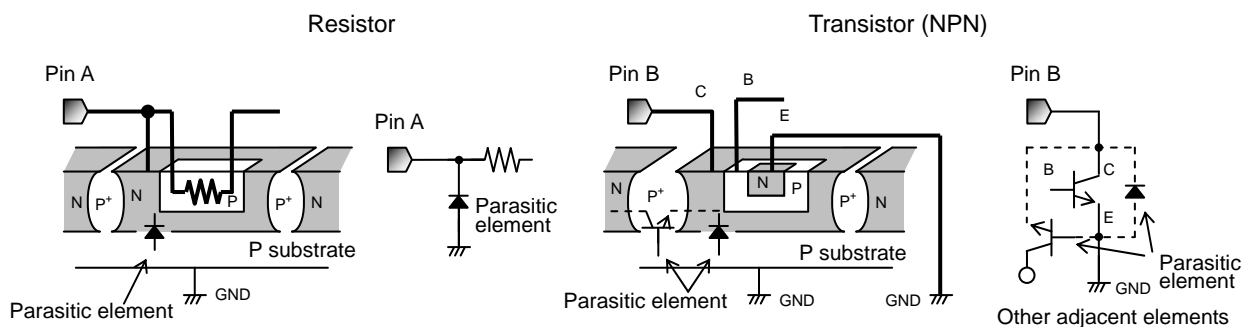 Resistor
Transistor (NPN)
Pin A
Pin B
C
B
E
Pin B
Pin A
N
P+
N
P
P+
N
Parasitic
element
P substrate
GND
Parasitic element
N
P+
N
P
P+
N
P substrate
Parasitic element
GND
GND
B
C
E
Parasitic
element
GND
Other adjacent elements